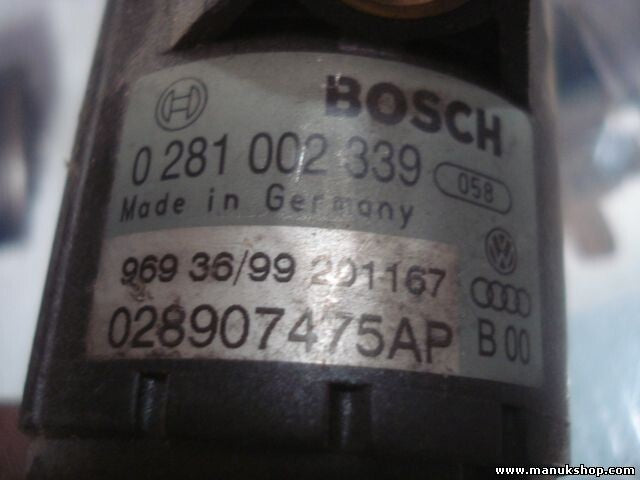 BOSCH
0 281 002 339 058
Made in Germany
969 36/99 201167
028907475AP B 00
www.manukshop.com